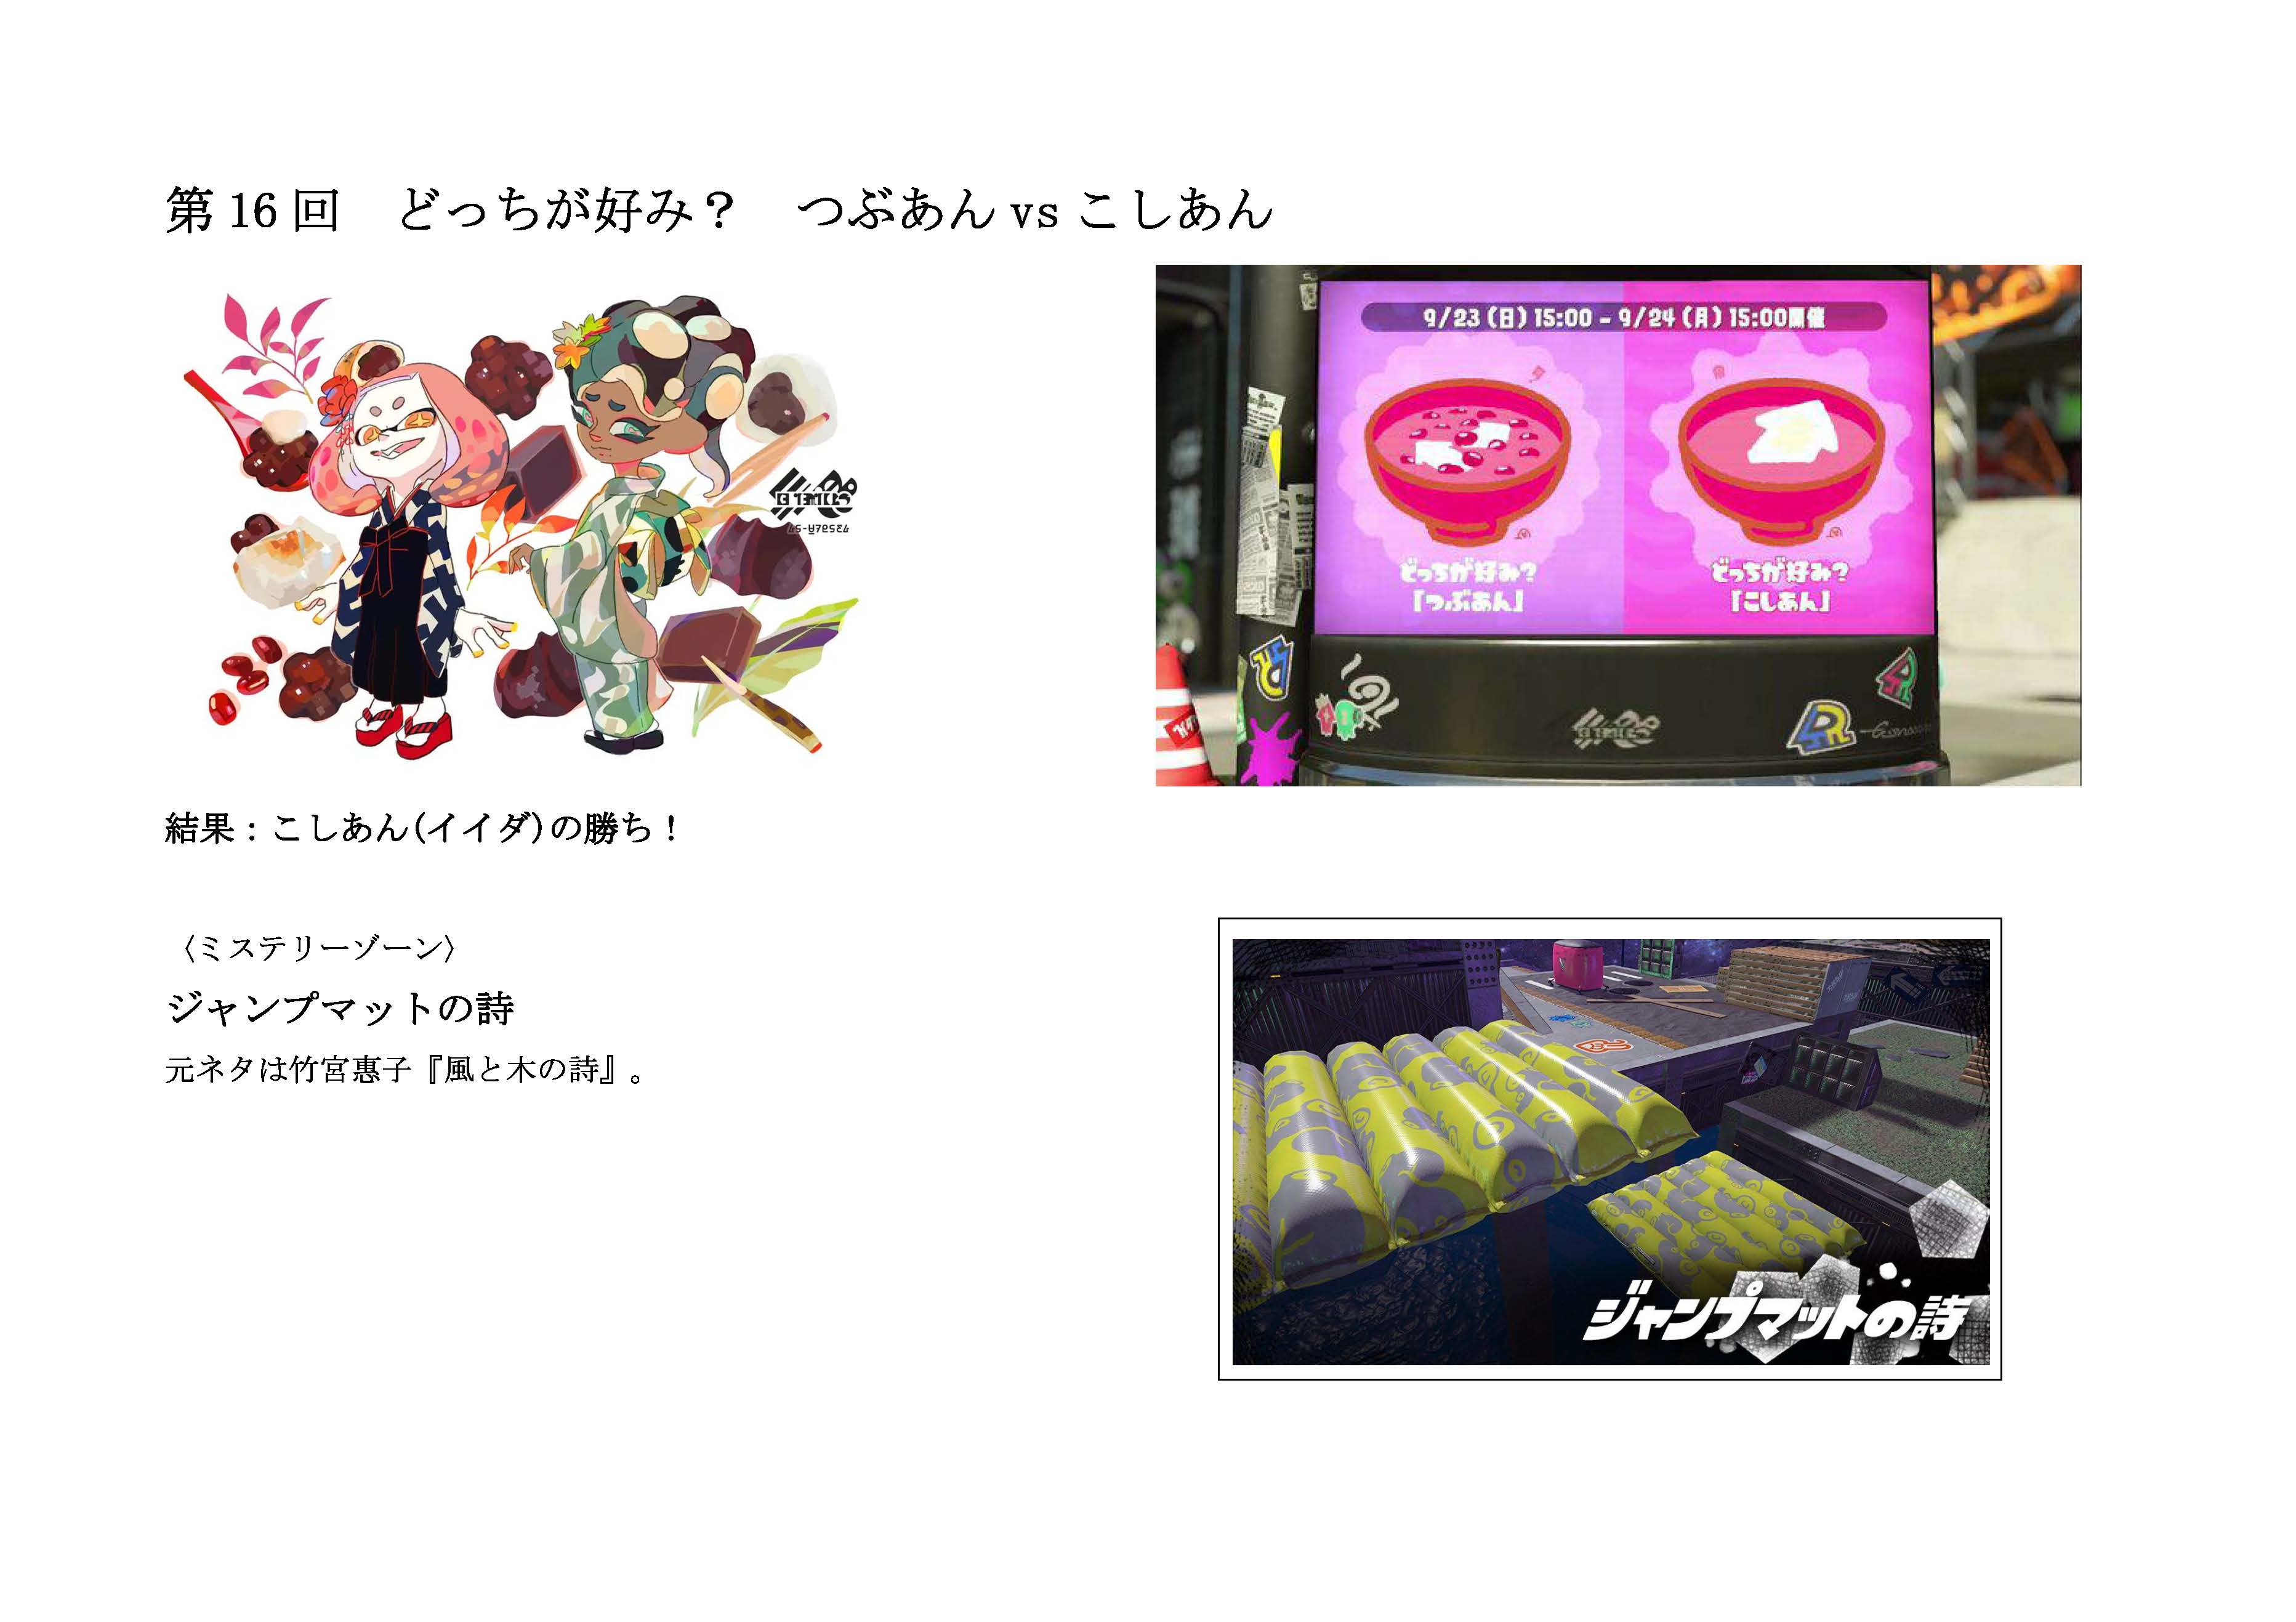 第16回　どっちが好み？　つぶあんvsこしあん
9/23(日)15:00 - 9/24(月)15:00開催
どっちが好み?
「つぶあん」
どっちが好み?
「こしあん」
結果：こしあん(イイダ)の勝ち！
〈ミステリーゾーン〉
ジャンプマットの詩
元ネタは竹宮惠子『風と木の詩』。
ジャンプマットの詩